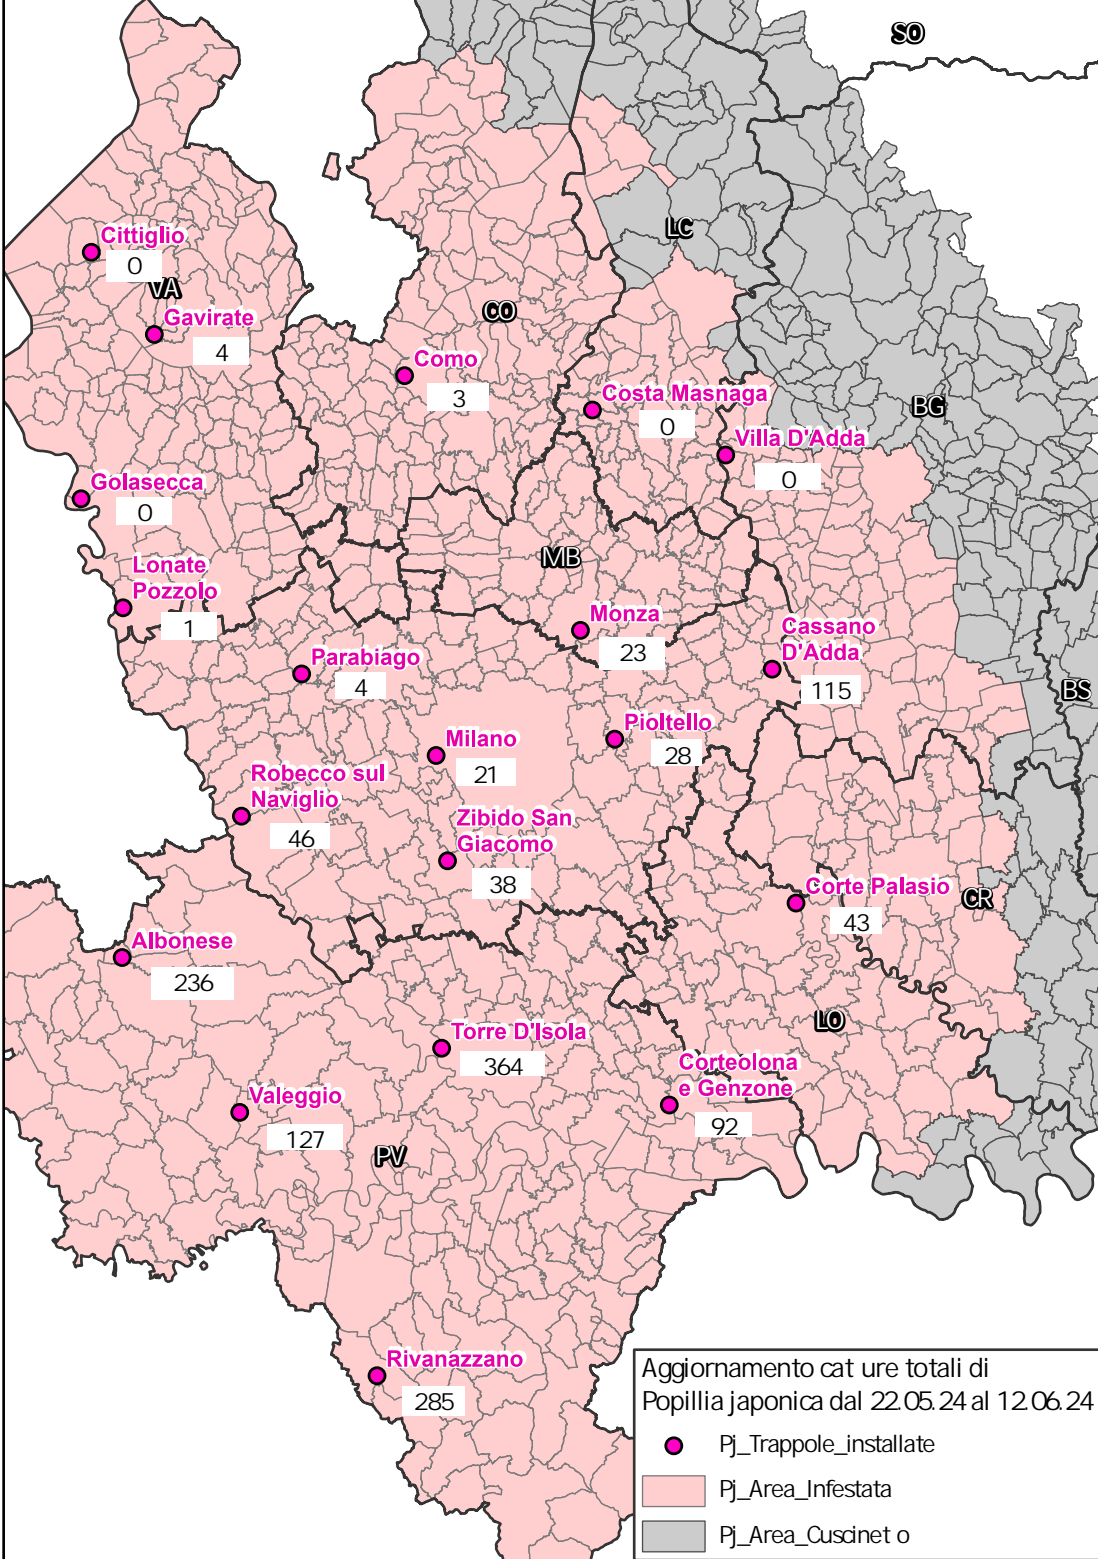 SO
Cittiglio
0
VA
LC
Gavirate
4
CO
Como
3
Costa Masnaga
0
BG
Villa D'Adda
0
Golasecca
0
MB
Lonate
Pozzolo
1
Monza
23
Cassano
D'Adda
115
BS
Parabiago
4
Pioltello
28
Milano
21
Robecco sul
Naviglio
46
Zibido San
Giacomo
38
Corte Palasio
43
CR
Albonese
236
LO
Torre D'Isola
364
Corteolona
e Genzone
92
Valeggio
127
PV
Rivanazzano
285
Aggiornamento cat ure totali di
Popillia japonica dal 22.05.24 al 12.06.24
Pj_Trappole_installate
Pj_Area_Infestata
Pj_Area_Cuscinet o